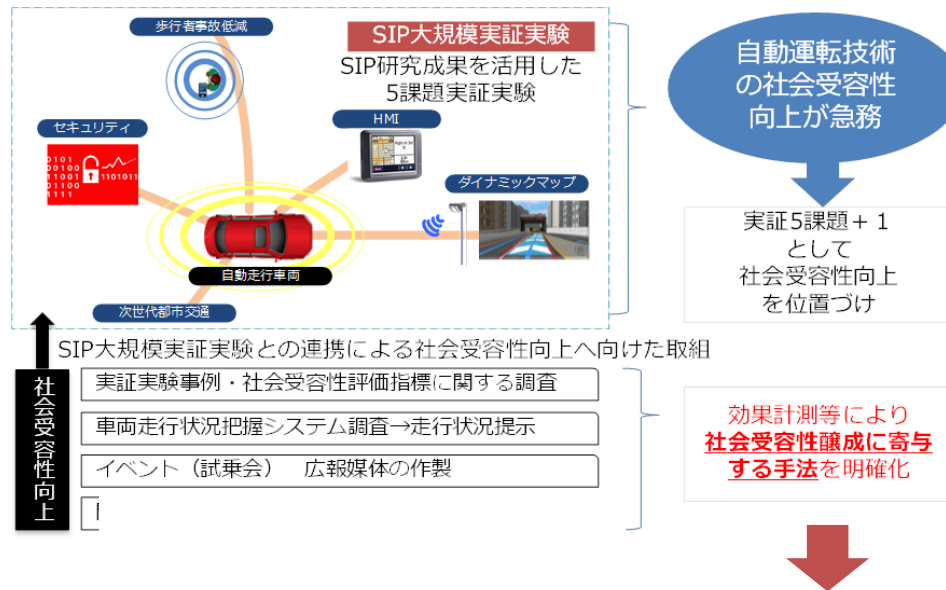 歩行者事故低減
SIP大規模実証実験
SIP研究成果を活用した
5課題実証実験
HMI
セキュリティ
0101
00100
11001
01100
1111
1101011
ダイナミックマップ
自動走行車両
次世代都市交通
自動運転技術
の社会受容性
向上が急務
実証5課題+1
として
社会受容性向上
を位置づけ
SIP大規模実証実験との連携による社会受容性向上へ向けた取組
社会受容性向上
実証実験事例・社会受容性評価指標に関する調査
車両走行状況把握システム調査→走行状況提示
イベント(試乗会) 広報媒体の作製
効果計測等により
社会受容性醸成に寄与
する手法を明確化